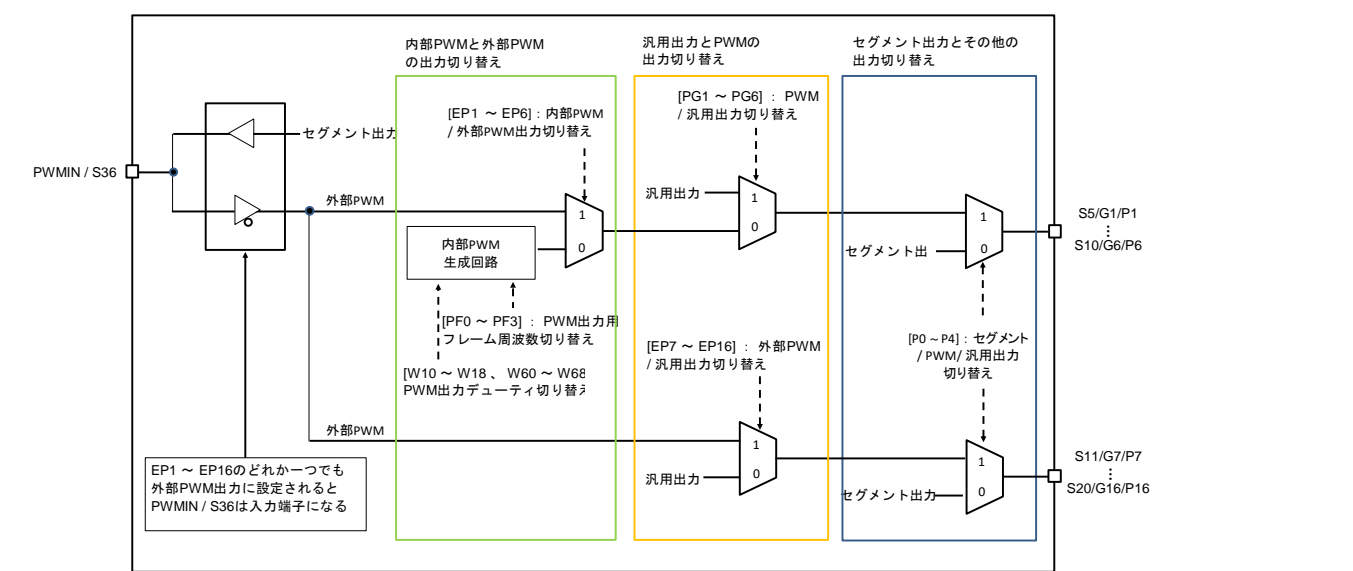 内部PWMと外部PWM
の出力切り替え
汎用出力とPWMの
出力切り替え
セグメント出力とその他の
出力切り替え
[EP1 ～ EP6]：内部PWM
/ 外部PWM出力切り替え
[PG1 ～ PG6] ： PWM
/ 汎用出力切り替え
セグメント出力
PWMIN / S36
外部PWM
1
0
内部PWM
生成回路
汎用出力
1
0
セグメント出
1
0
S5/G1/P1
⋮
S10/G6/P6
[PF0 ～ PF3] ： PWM出力用
フレーム周波数切り替え
[W10 ～ W18 、 W60 ～ W68
PWM出力デューティ切り替え
[EP7 ～ EP16] ： 外部PWM
/ 汎用出力切り替え
[P0 ～ P4]：セグメント
/ PWM/ 汎用出力
切り替え
外部PWM
1
0
汎用出力
1
0
セグメント出力
S11/G7/P7
⋮
S20/G16/P16
EP1 ～ EP16のどれか一つでも
外部PWM出力に設定されると
PWMIN / S36は入力端子になる